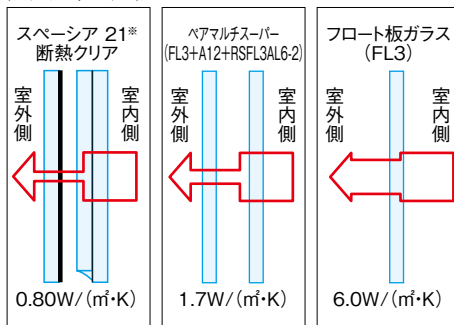 スペーシア 21※
断熱クリア
室外側
室内側
0.80W/(㎡・K)
ペアマルチスーパー
(FL3+A12+RSFL3AL6-2)
室外側
室内側
1.7W/(㎡・K)
フロート板ガラス
(FL3)
室外側
室内側
6.0W/(㎡・K)